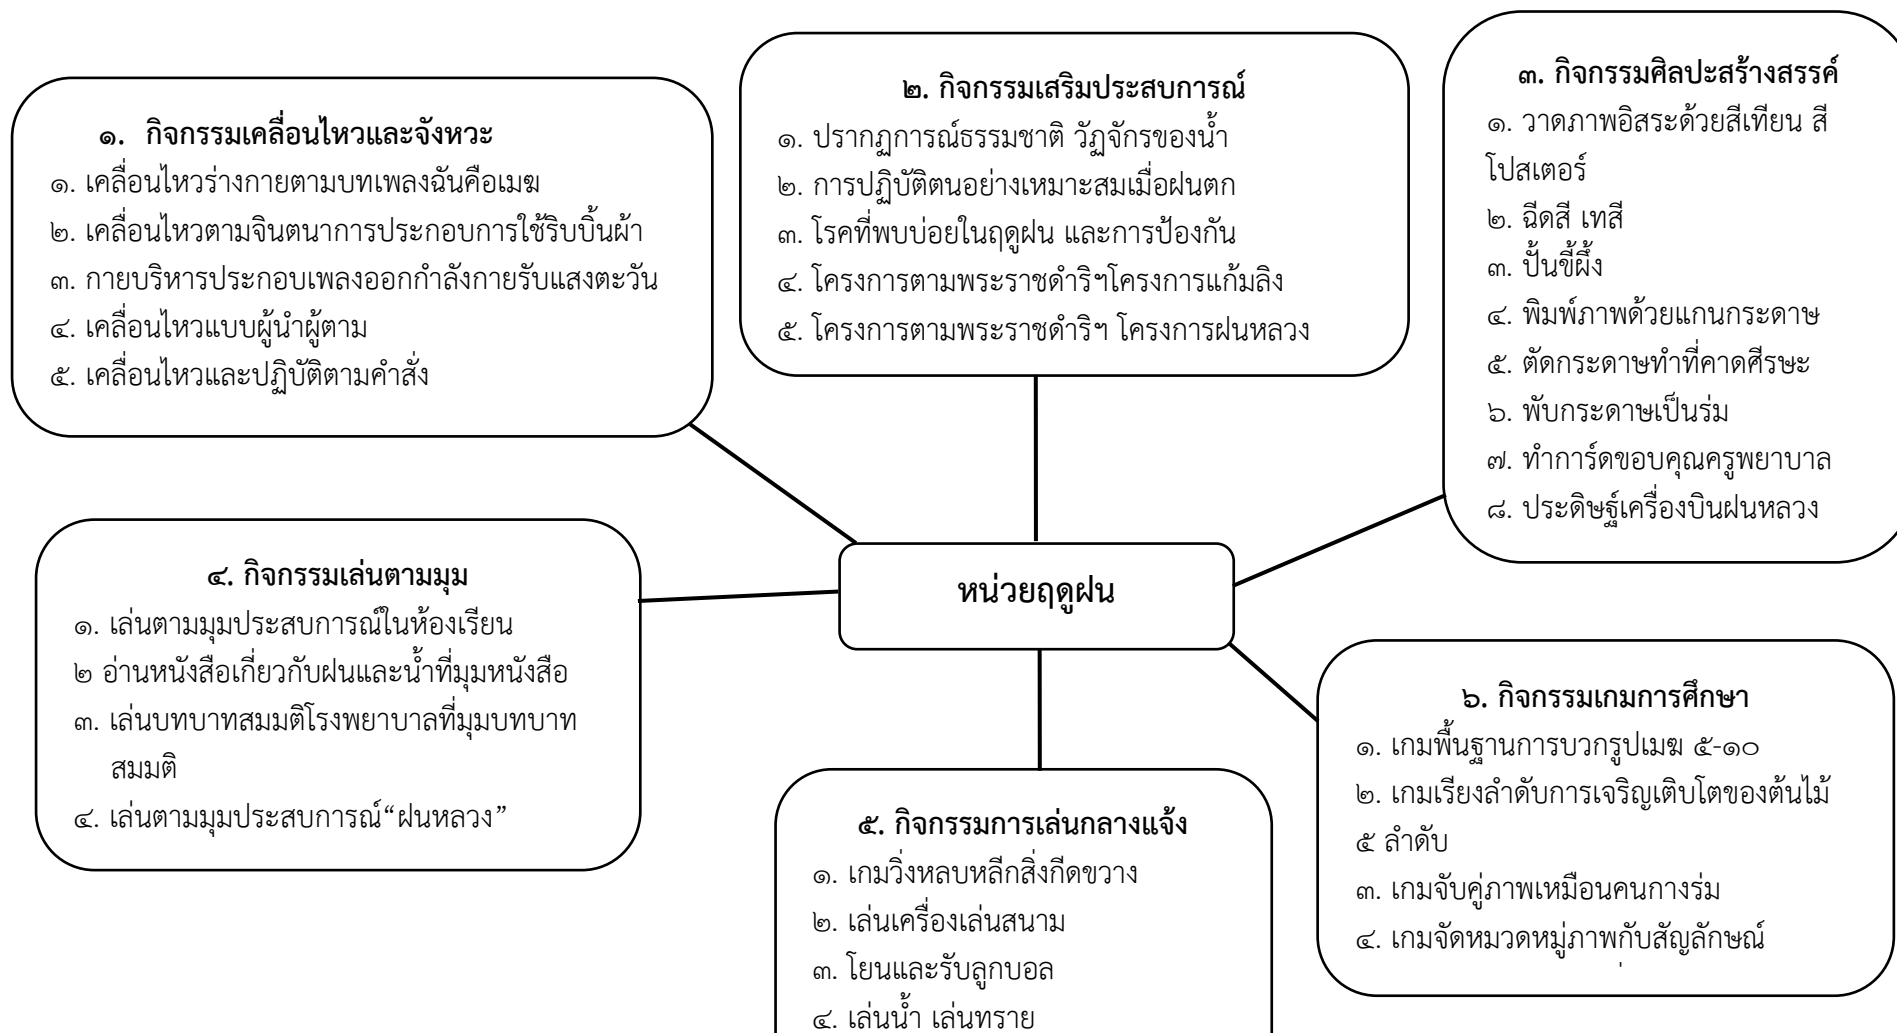 ๑.  กิจกรรมเคลื่อนไหวและจังหวะ
๑. เคลื่อนไหวร่างกายตามบทเพลงฉันคือเมฆ
๒. เคลื่อนไหวตามจินตนาการประกอบการใช้ริบบิ้นผ้า
๓. กายบริหารประกอบเพลงออกกำลังกายรับแสงตะวัน
๔. เคลื่อนไหวแบบผู้นำผู้ตาม
๕. เคลื่อนไหวและปฏิบัติตามคำสั่ง
๒. กิจกรรมเสริมประสบการณ์
๑. ปรากฏการณ์ธรรมชาติ วัฏจักรของน้ำ
๒. การปฏิบัติตนอย่างเหมาะสมเมื่อฝนตก
๓. โรคที่พบบ่อยในฤดูฝน และการป้องกัน
๔. โครงการตามพระราชดำริฯโครงการแก้มลิง
๕. โครงการตามพระราชดำริฯ โครงการฝนหลวง
๓. กิจกรรมศิลปะสร้างสรรค์
๑. วาดภาพอิสระด้วยสีเทียน สี
โปสเตอร์
๒. ฉีดสี เทสี
๓. ปั้นขี้ผึ้ง
๔. พิมพ์ภาพด้วยแกนกระดาษ
๕. ตัดกระดาษทำที่คาดศีรษะ
๖. พับกระดาษเป็นร่ม
๗. ทำการ์ดขอบคุณครูพยาบาล
๘. ประดิษฐ์เครื่องบินฝนหลวง
หน่วยฤดูฝน
๔. กิจกรรมเล่นตามมุม
๑. เล่นตามมุมประสบการณ์ในห้องเรียน
๒ อ่านหนังสือเกี่ยวกับฝนและน้ำที่มุมหนังสือ
๓. เล่นบทบาทสมมติโรงพยาบาลที่มุมบทบาท
สมมติ
๔. เล่นตามมุมประสบการณ์“ฝนหลวง”
๕. กิจกรรมการเล่นกลางแจ้ง
๑. เกมวิ่งหลบหลีกสิ่งกีดขวาง
๒. เล่นเครื่องเล่นสนาม
๓. โยนและรับลูกบอล
๔. เล่นน้ำ เล่นทราย
๖. กิจกรรมเกมการศึกษา
๑. เกมพื้นฐานการบวกรูปเมฆ ๕-๑๐
๒. เกมเรียงลำดับการเจริญเติบโตของต้นไม้
๕ ลำดับ
๓. เกมจับคู่ภาพเหมือนคนกางร่ม
๔. เกมจัดหมวดหมู่ภาพกับสัญลักษณ์